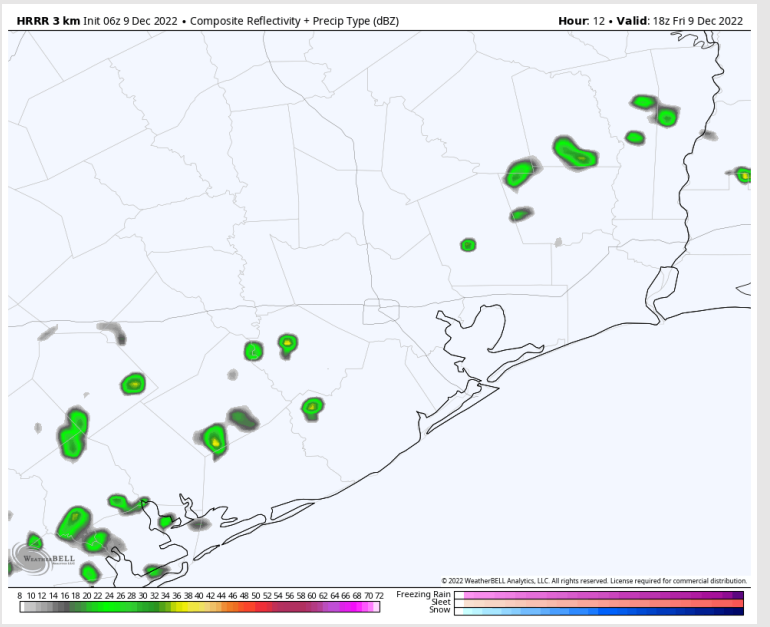 HRRR 3 km Init 06z 9 Dec 2022 • Composite Reflectivity + Precip Type (dBZ)
Hour: 12 • Valid: 18z Fri 9 Dec 2022
WEATHERBELL
© 2022 WeatherBELL Analytics, LLC. All rights reserved. License required for commercial distribution.
8 10 12 14 16 18 20 22 24 26 28 30 32 34 36 38 40 42 44 46 48 50 52 54 56 58 60 62 64 66 68 70 72
Freezing Rain
Sleet
Snow